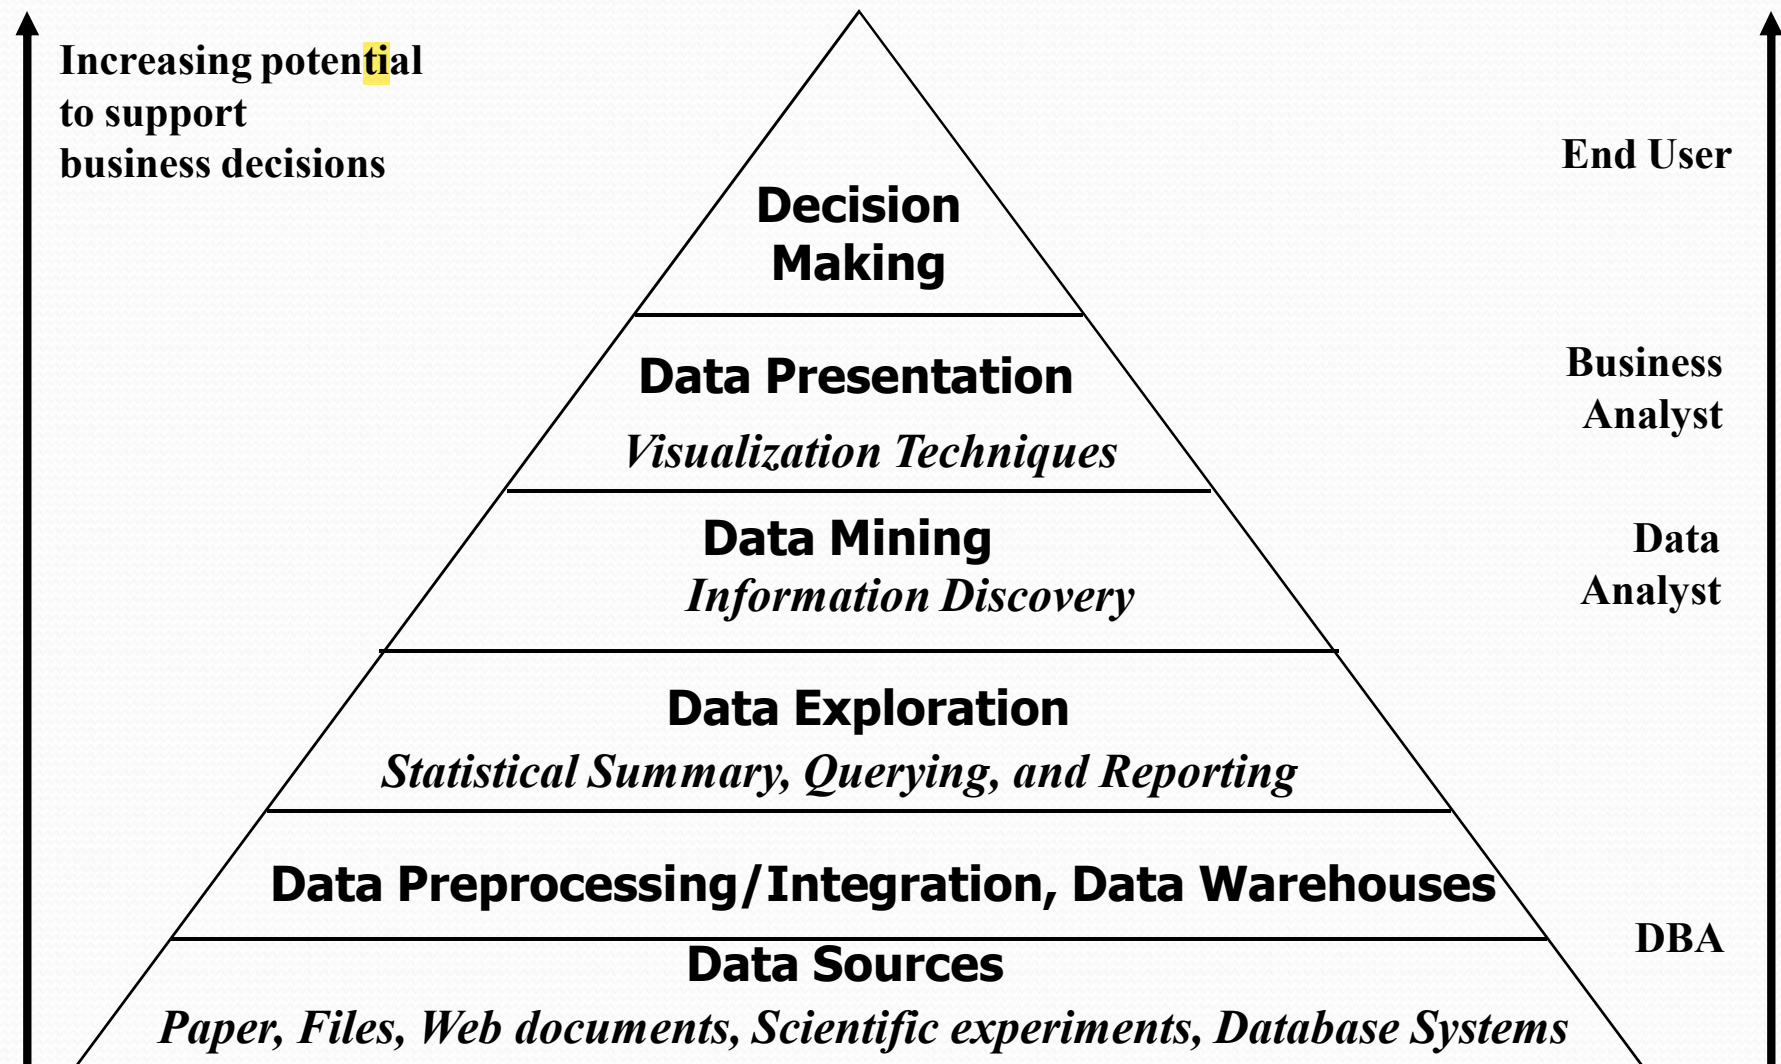 Increasing potential
to support
business decisions
End User
Decision
Making
Business
Analyst
Data Presentation
Visualization Techniques
Data Mining
Information Discovery
Data
Analyst
Data Exploration
Statistical Summary, Querying, and Reporting
Data Preprocessing/Integration, Data Warehouses
DBA
Data Sources
Paper, Files, Web documents, Scientific experiments, Database Systems